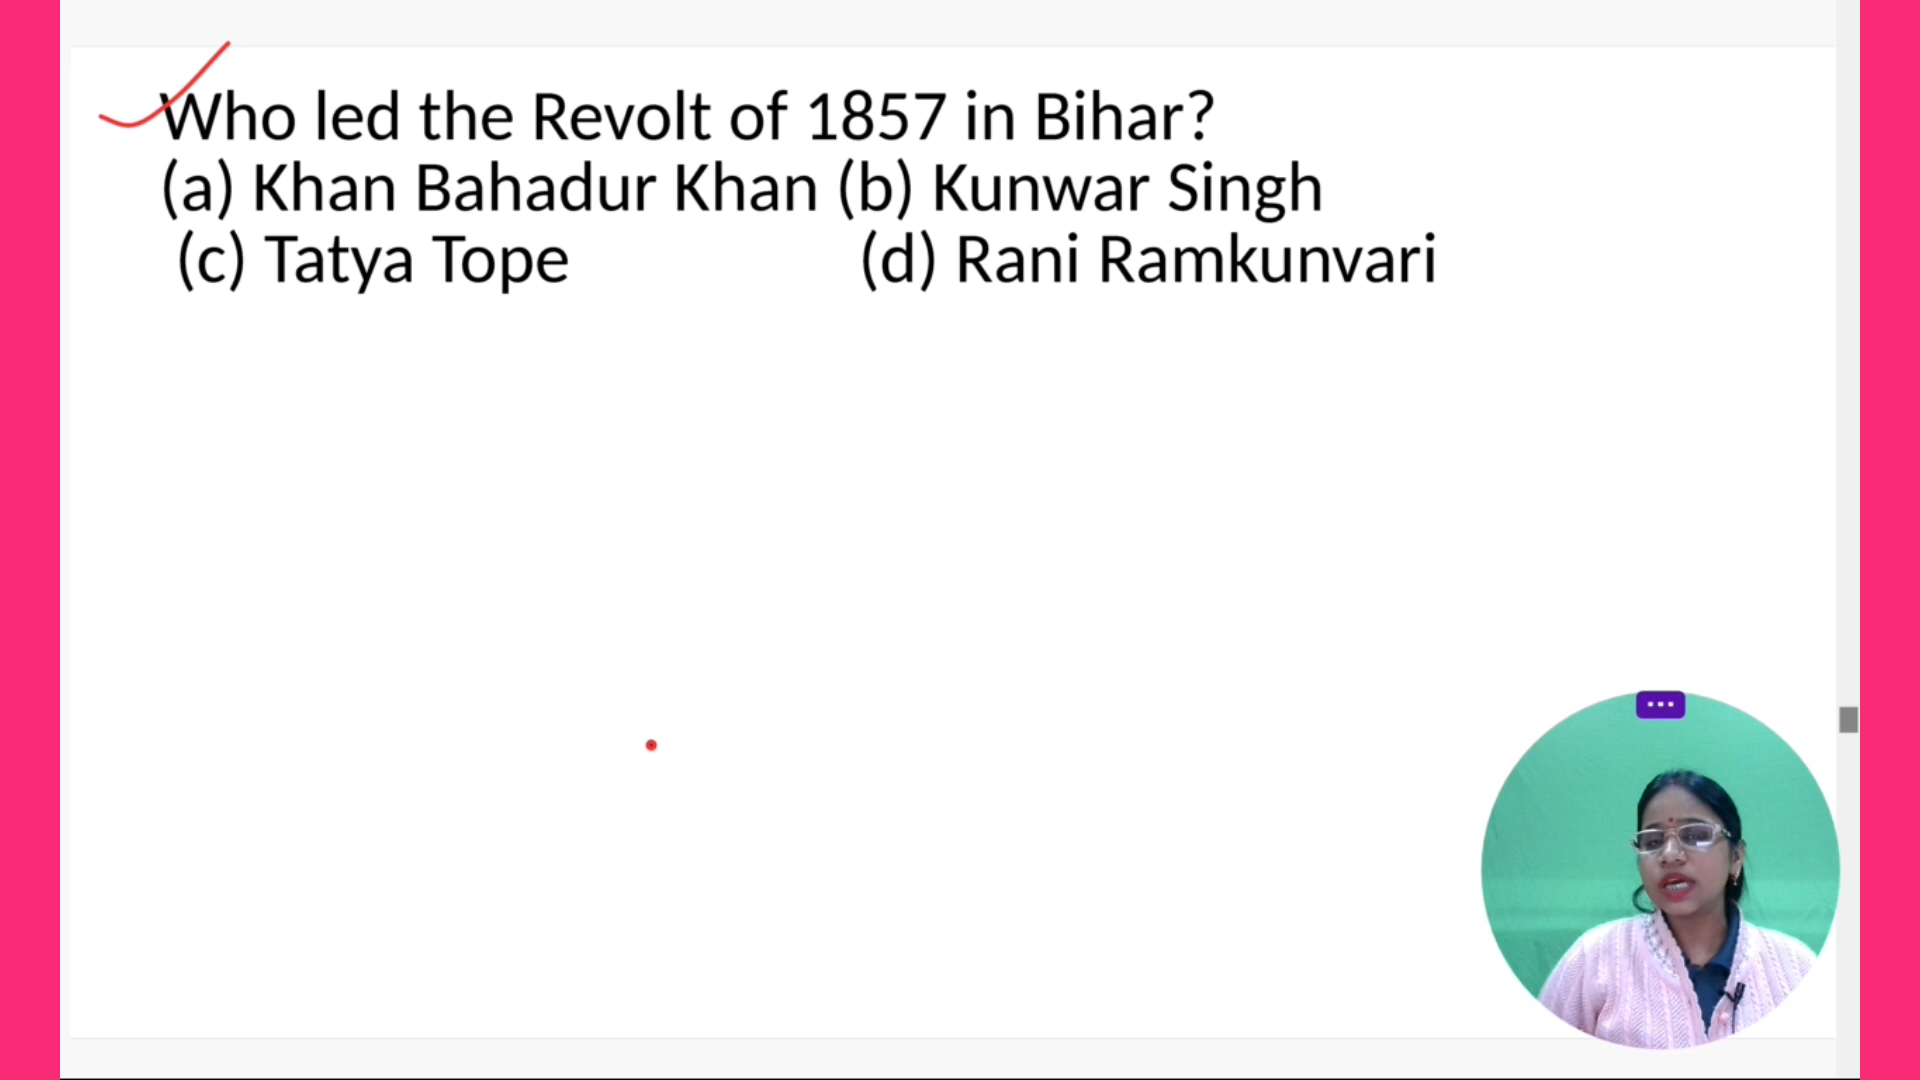 Who led the Revolt of 1857 in Bihar?
(a) Khan Bahadur Khan (b) Kunwar Singh
(c) Tatya Tope (d) Rani Ramkunvari